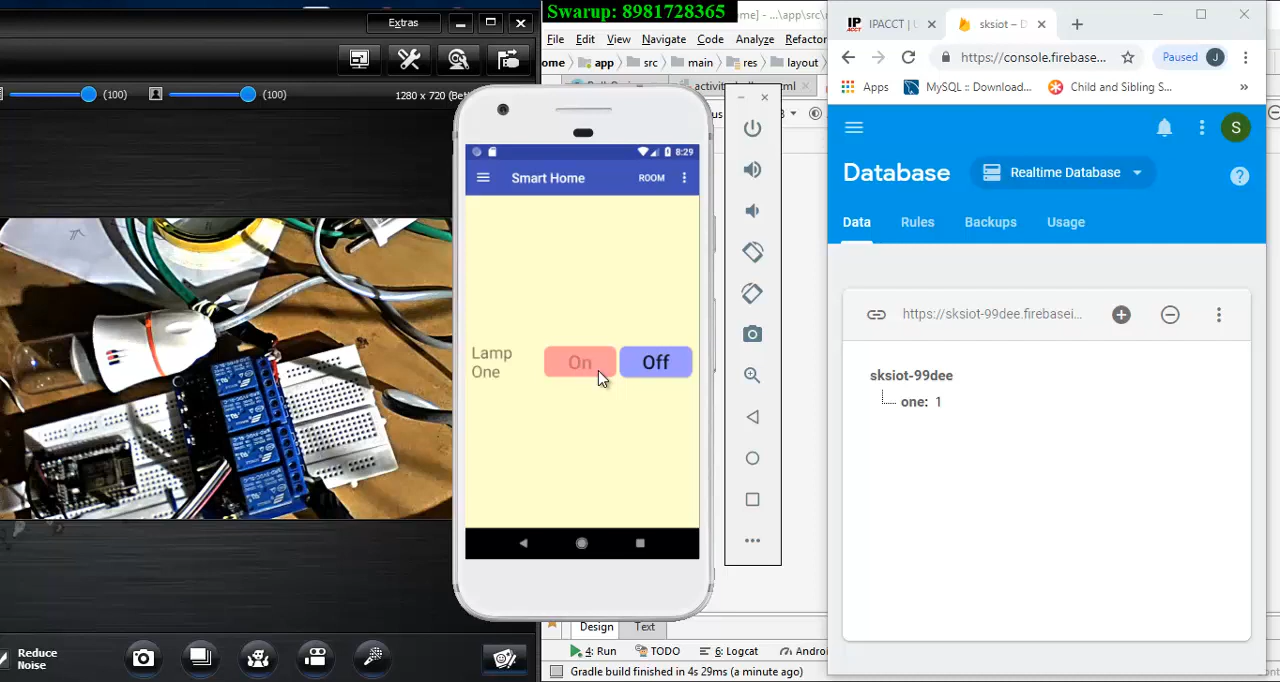 Swarup: 8981728365
Extras
(100)
(100)
1280 x 720
File Edit View Navigate Code Analyze Refactor
app src main res layout
8:29
Smart Home ROOM
Lamp
One
On Off
Design Text
4: Run TODO 6: Logcat
Gradle build finished in 4s 29ms (a minute ago)
Reduce
Noise
IPACCT
sksiot – D
https://console.firebase...
Paused J
Apps MySQL :: Download... Child and Sibling S... »
S
Database Realtime Database
Data Rules Backups Usage
https://sksiot-99dee.firebasei...
sksiot-99dee
one: 1